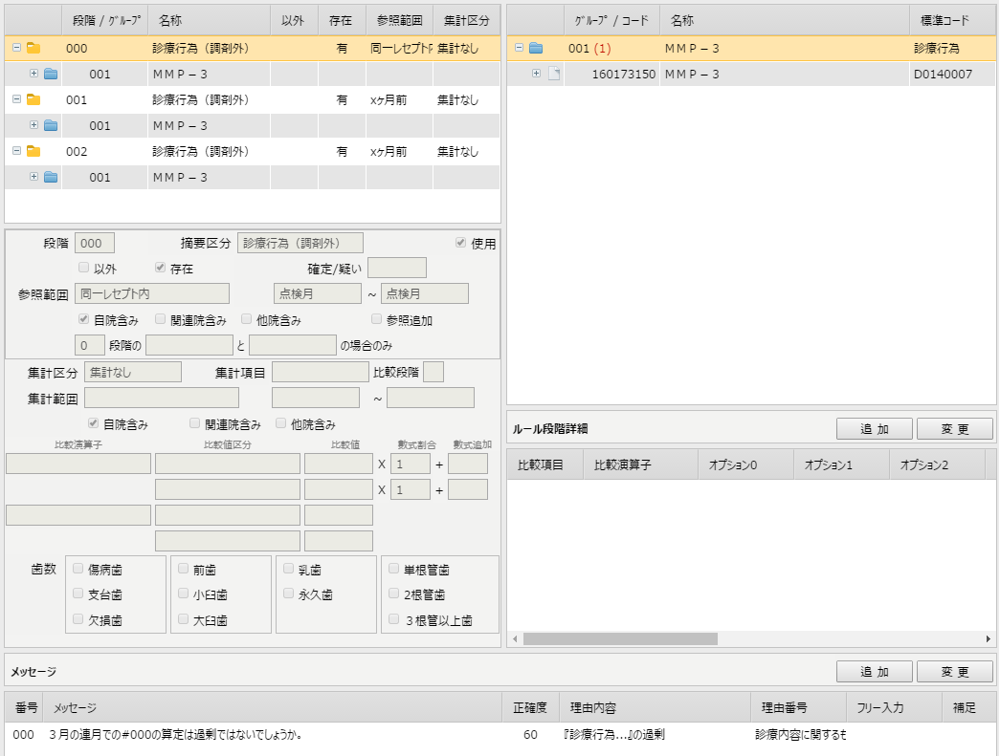 段階 / ｸﾞﾙｰﾌﾟ 名称 以外 存在 参照範囲 集計区分
000 診療行為（調剤外） 有 同一レセプト内 集計なし
001 ＭＭＰ－３
001 診療行為（調剤外） 有 xヶ月前 集計なし
001 ＭＭＰ－３
002 診療行為（調剤外） 有 xヶ月前 集計なし
001 ＭＭＰ－３
ｸﾞﾙｰﾌﾟ / コード 名称 標準コード
001 (1) ＭＭＰ－３ 診療行為
160173150 ＭＭＰ－３ D0140007
段階 000 摘要区分 診療行為（調剤外） 使用
以外 存在 確定/疑い
参照範囲 同一レセプト内 点検月 ~ 点検月
自院含み 関連院含み 他院含み 参照追加
0 段階の と の場合のみ
集計区分 集計なし 集計項目 比較段階
集計範囲 ~
自院含み 関連院含み 他院含み
比較演算子 比較値区分 比較値 数式割合 数式追加
X 1 +
X 1 +
歯数 傷病歯 前歯 乳歯 単根管歯
支台歯 小臼歯 永久歯 2根管歯
欠損歯 大臼歯 ３根管以上歯
ルール段階詳細 追 加 変 更
比較項目 比較演算子 オプション0 オプション1 オプション2
メッセージ 追 加 変 更
番号 メッセージ 正確度 理由内容 理由番号 フリー入力 補足
000 ３月の連月での#000の算定は過剰ではないでしょうか。 60 『診療行為...』の過剰 診療内容に関するも